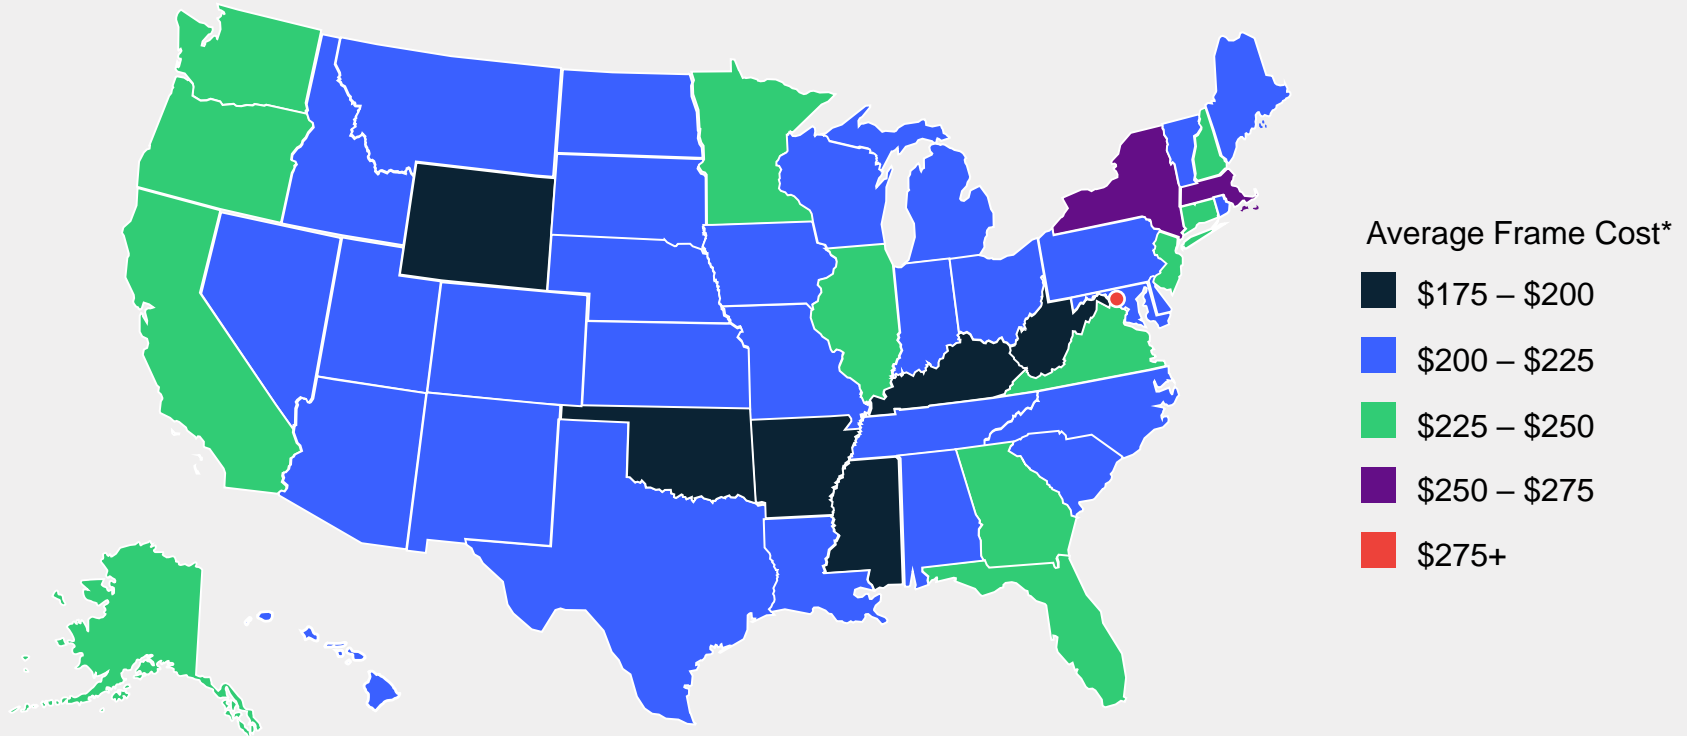 Average Frame Cost*
$175 – $200
$200 – $225
$225 – $250
$250 – $275
$275+